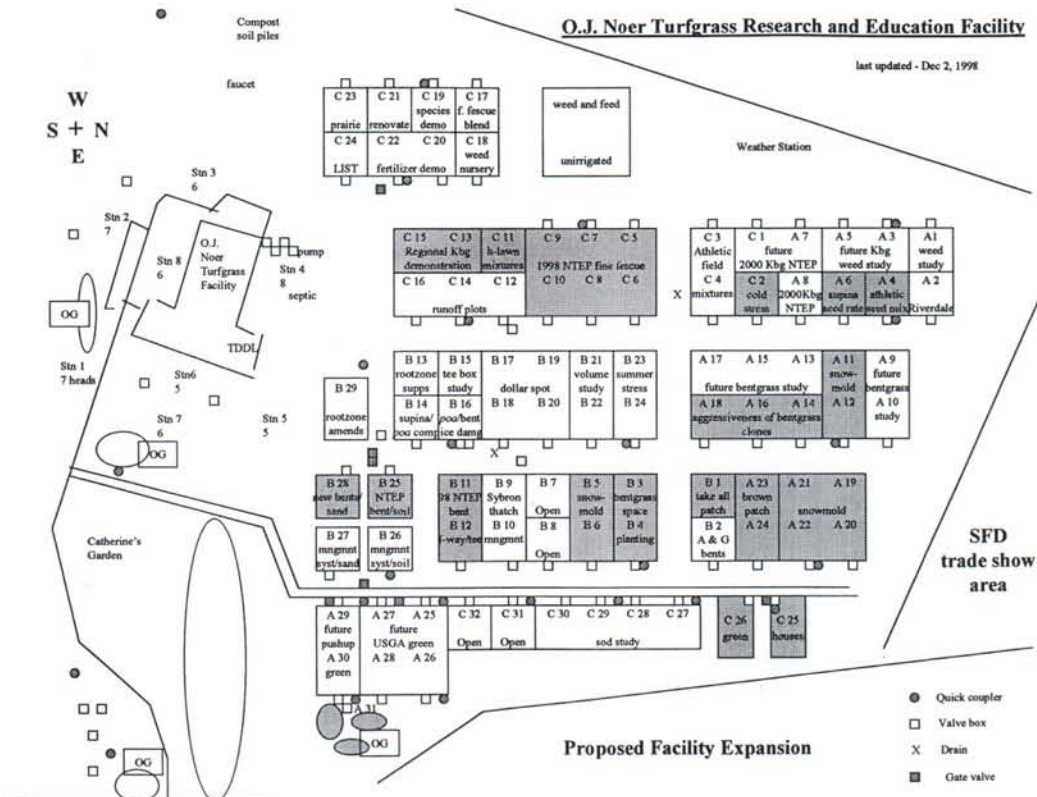 O.J. Noer Turfgrass Research and Education Facility
last updated - Dec 2, 1998
Compost
soil piles
faucet
W
S + N
E
C 23 C 21 C 19 C 17
prairie renovate species demo f. fescue blend
C 24 C 22 C 20 C 18
LIST fertilizer demo weed nursery
weed and feed
unirrigated
Weather Station
Stn 3
6
Stn 2
7
Stn 8
6
O.J.
Noer
Turfgrass
Facility
pump
Stn 4
8
septic
OG
TDDL
Stn 1
7 heads
Stn6
5
Stn 7
6
Stn 5
5
OG
C 15 C 13 C 11 C 9 C 7 C 5
Regional Kbg demonstration h-lawn mixtures 1998 NTEP fine fescue
C 16 C 14 C 12 C 10 C 8 C 6
runoff plots
X
C 3 C 1 A 7 A 5 A 3 A1
Athletic field future 2000 Kbg NTEP future Kbg weed study weed study
C 4 C 2 A 8 A 6 A 4 A 2
mixtures cold stress 2000Kbg NTEP supina seed rate athletic seed mix Riverdale
B 29
rootzone
amends
B 13 B 15 B 17 B 19 B 21 B 23
rootzone supps tee box study dollar spot volume study summer stress
B 14 B 16 B 18 B 20 B 22 B 24
supina/ poa comp poa/bent ice damg
X
A 17 A 15 A 13 A 11 A 9
future bentgrass study snow- mold future bentgrass
A 18 A 16 A 14 A 12 A 10
aggressiveness of bentgrass clones study
B 28 B 25
new bents/ sand NTEP bent/soil
B 27 B 26
mngmnt syst/sand mngmnt syst/soil
B 11 B 9 B 7 B 5 B 3
98 NTEP bent Sybron thatch Open snow- mold bentgrass space
B 12 B 10 B 8 B 6 B 4
f-way/tee mngmnt Open planting
B 1 A 23 A 21 A 19
take all patch brown patch snowmold
B 2 A 24 A 22 A 20
A & G bents
Catherine's
Garden
SFD
trade show
area
A 29 A 27 A 25 C 32 C 31 C 30 C 29 C 28 C 27
future pushup future USGA green Open Open sod study
A 30 A 28 A 26
green
C 26 C 25
green houses
A 31
OG
OG
Proposed Facility Expansion
Quick coupler
Valve box
X Drain
Gate valve